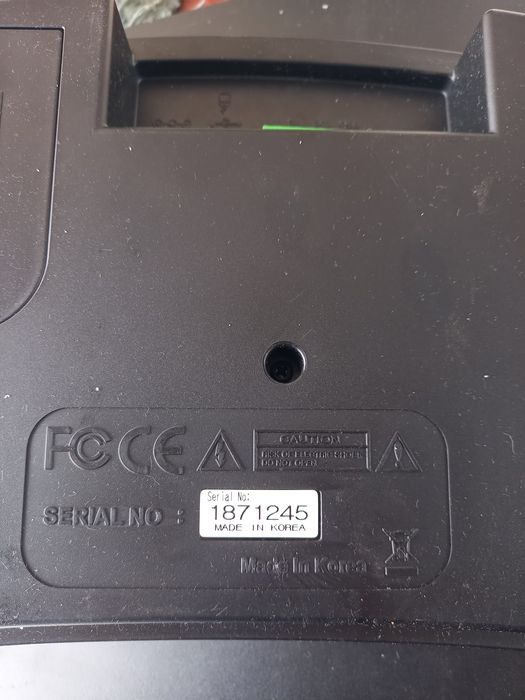 FC CE
CAUTION
RISK OF ELECTRIC SHOCK
DO NOT OPEN
SERIAL NO :
Serial No:
1871245
MADE IN KOREA
Made In Korea